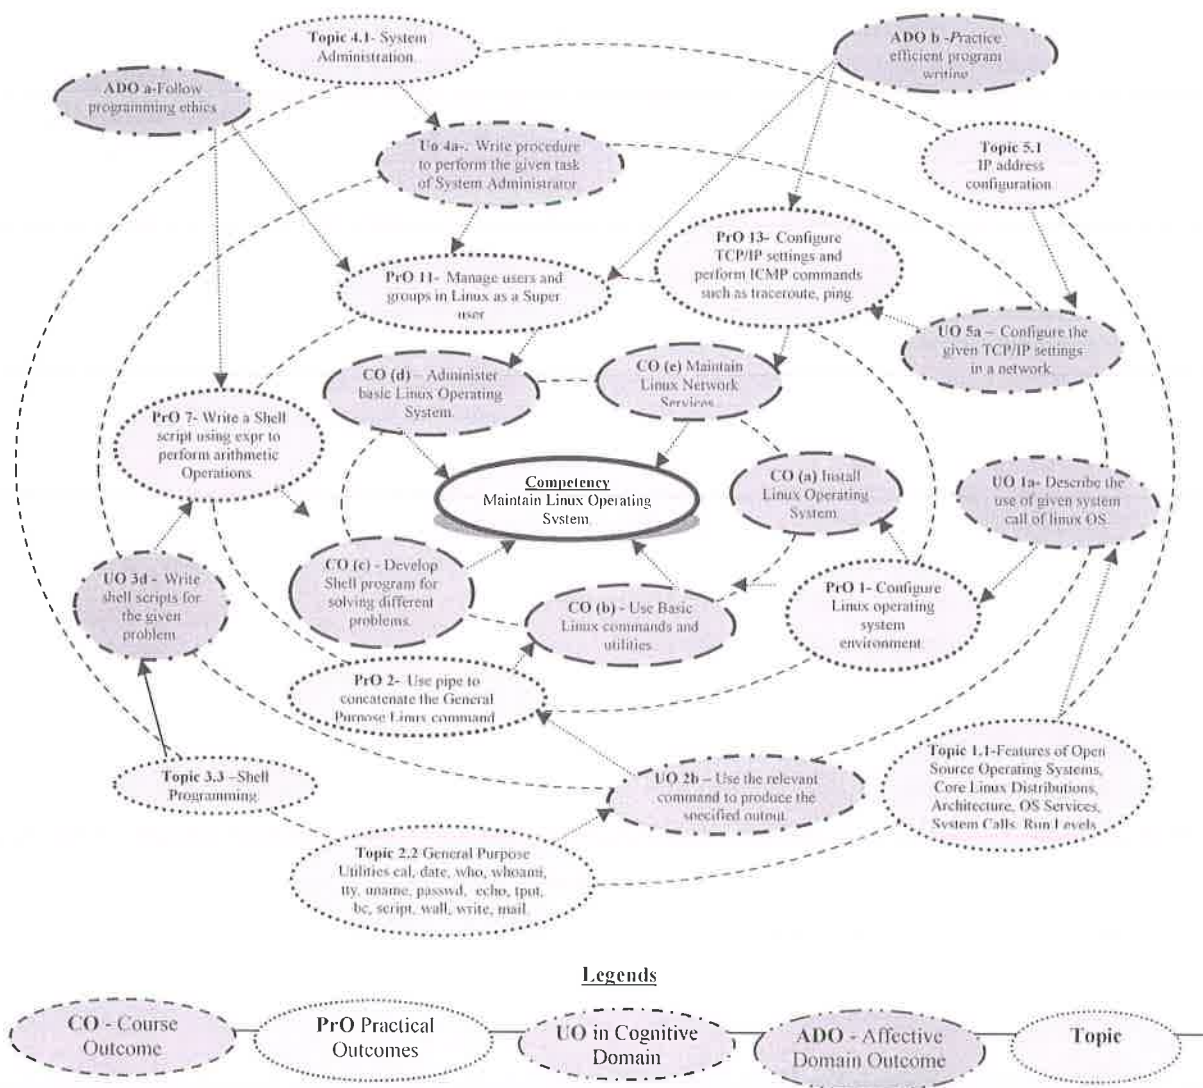 Topic 4.1- System
Administration
ADO b -Practice
efficient program
writing
ADO a-Follow
programming ethics
Uo 4a-. Write procedure
to perform the given task
of System Administrator
Topic 5.1
IP address
configuration
PrO 13- Configure
TCP/IP settings and
perform ICMP commands
such as traceroute, ping
PrO 11- Manage users and
groups in Linux as a Super
user
UO 5a – Configure the
given TCP/IP settings
in a network.
CO (d) – Administer
basic Linux Operating
System.
CO (e) Maintain
Linux Network
Services
PrO 7- Write a Shell
script using expr to
perform arithmetic
Operations.
Competency
Maintain Linux Operating
System
CO (a) Install
Linux Operating
System
UO 1a- Describe the
use of given system
call of linux OS.
UO 3d - Write
shell scripts for
the given
problem
CO (c) - Develop
Shell program for
solving different
problems.
CO (b) - Use Basic
Linux commands and
utilities.
PrO 1- Configure
Linux operating
system
environment.
PrO 2- Use pipe to
concatenate the General
Purpose Linux command
Topic 3.3 –Shell
Programming
UO 2b – Use the relevant
command to produce the
specified output
Topic 1.1-Features of Open
Source Operating Systems,
Core Linux Distributions,
Architecture, OS Services,
System Calls, Run Levels
Topic 2.2 General Purpose
Utilities cal, date, who, whoami,
tty, uname, passwd, echo, tput,
bc, script, wall, write, mail
Legends
CO - Course
Outcome
PrO Practical
Outcomes
UO in Cognitive
Domain
ADO - Affective
Domain Outcome
Topic